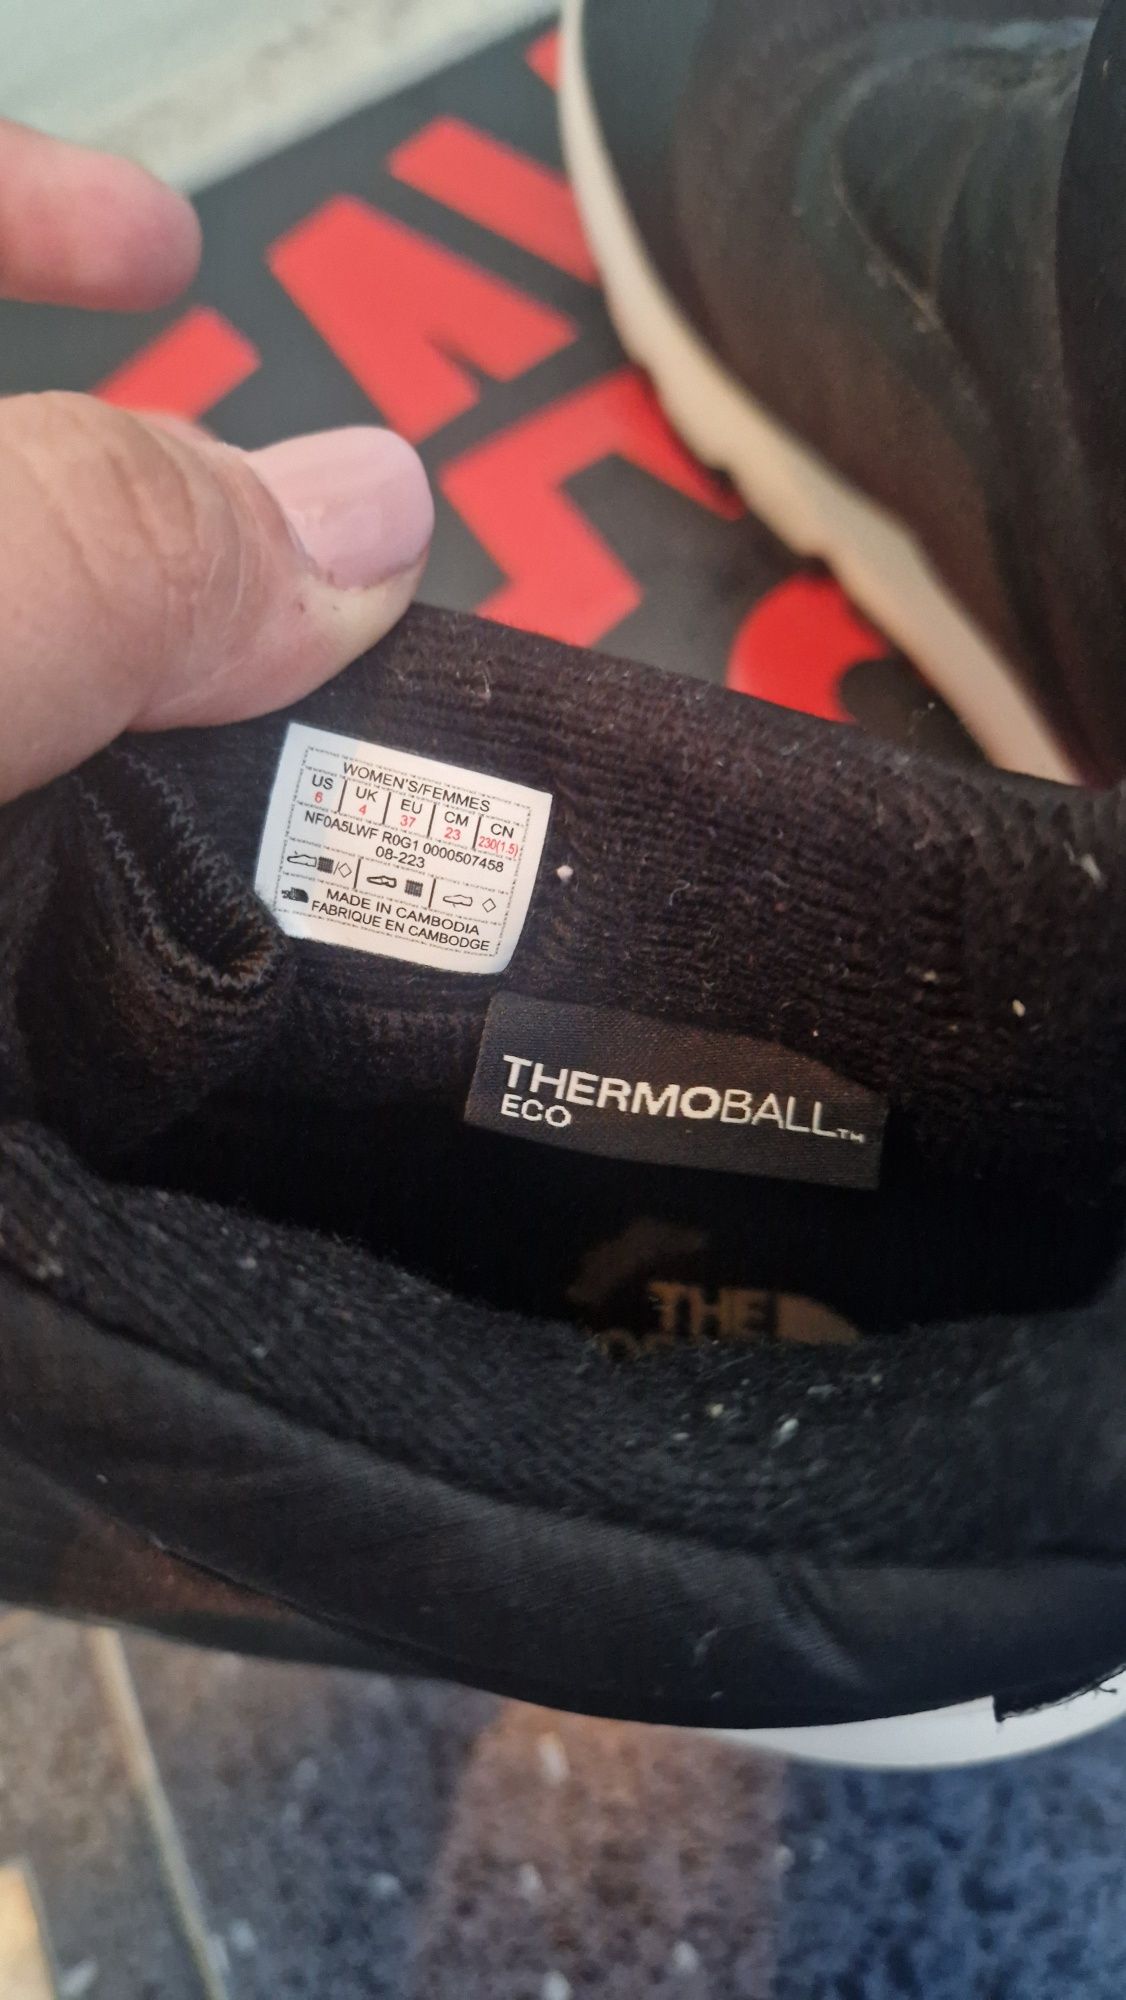 WOMEN'S/FEMMES
US UK EU CM CN
6 4 37 23 230(1.5)
NF0A5LWF R0G1 0000507458
08-223
MADE IN CAMBODIA
FABRIQUE EN CAMBODGE
THERMOBALL™
ECO
THE